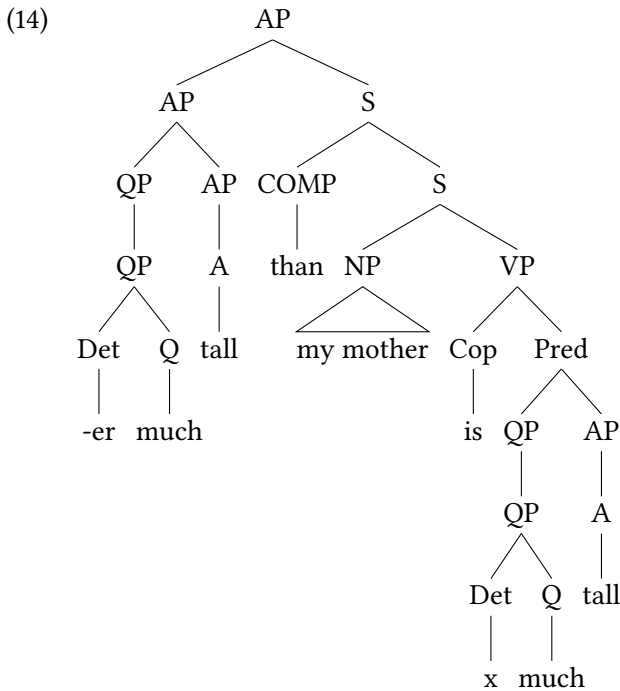 (14) AP
AP S
QP AP COMP S
QP A than NP VP
Det Q tall my mother Cop Pred
-er much is QP AP
QP A
Det Q tall
x much